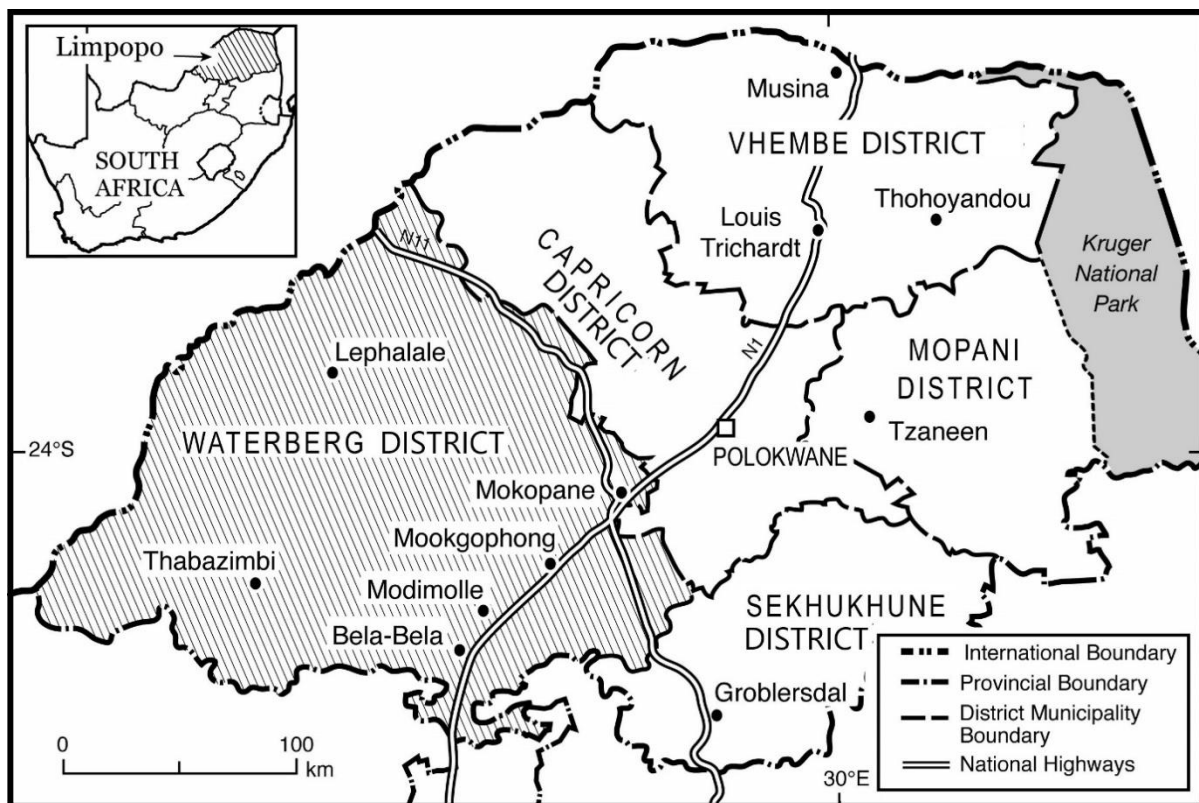 Limpopo
SOUTH
AFRICA
Musina
VHEMBE DISTRICT
Thohoyandou
Louis
Trichardt
Kruger
National
Park
N11
CAPRICORN
DISTRICT
N1
MOPANI
DISTRICT
Lephalale
Tzaneen
WATERBERG DISTRICT
24°S
POLOKWANE
Mokopane
Mookgophong
Thabazimbi
Modimolle
SEKHUKHUNE
DISTRICT
Bela-Bela
Groblersdal
0 100
km
30°E
International Boundary
Provincial Boundary
District Municipality
Boundary
National Highways